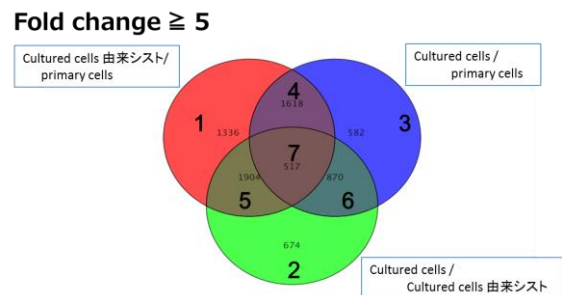 Fold change ≧ 5
Cultured cells 由来シスト/
primary cells
Cultured cells /
primary cells
4
1618
1
1336
582
3
7
517
1904
870
5
6
674
2
Cultured cells /
Cultured cells 由来シスト